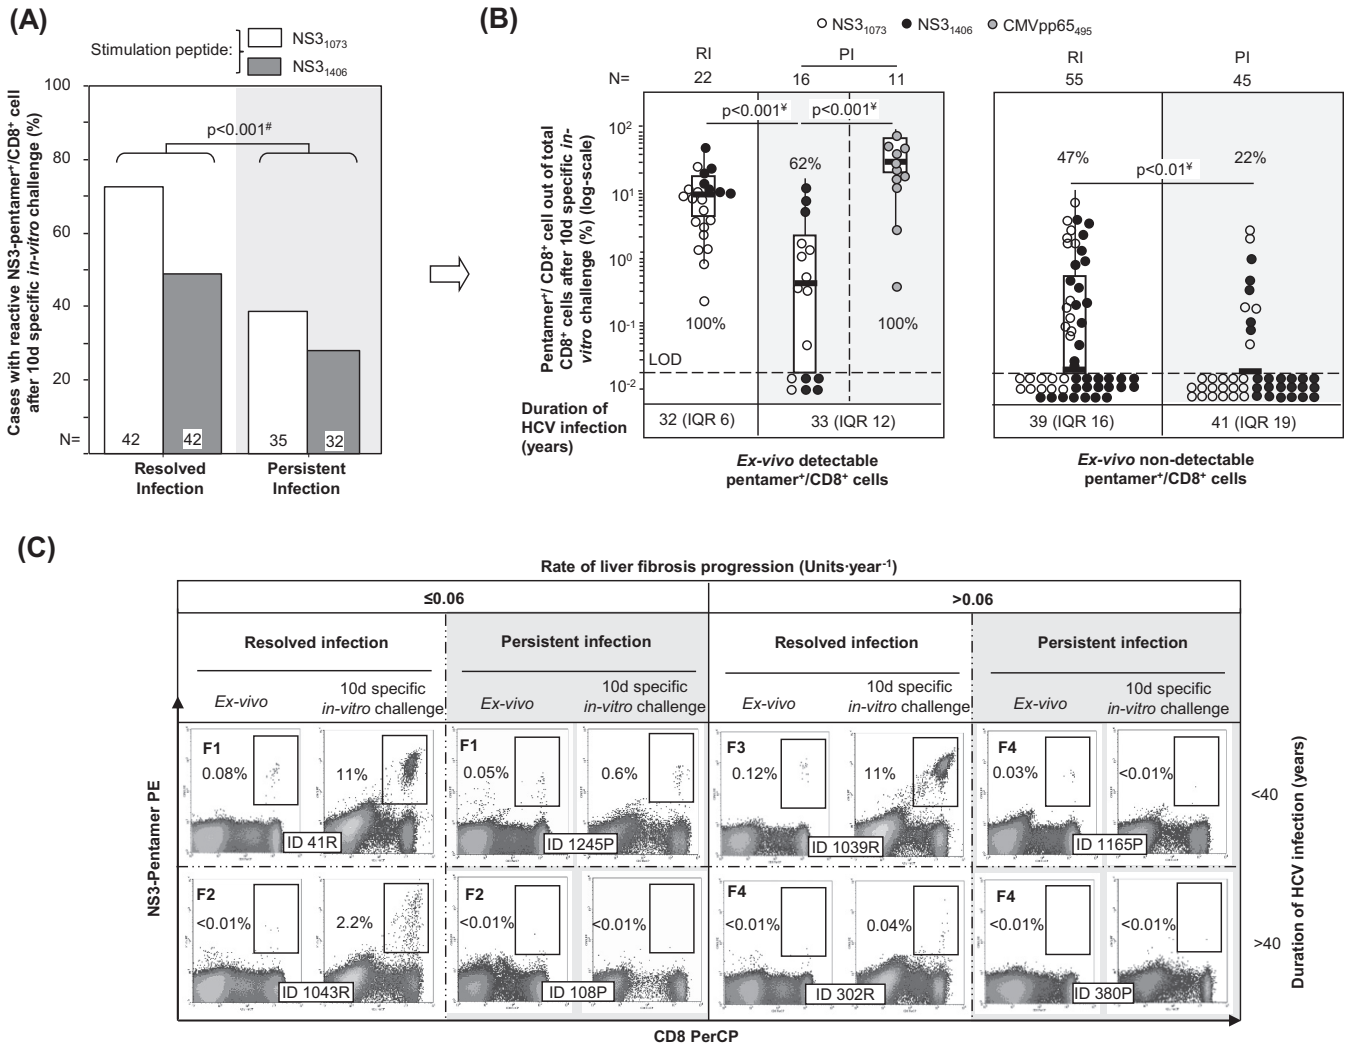 (A)
Stimulation peptide:
NS3₁₀₇₃
NS3₁₄₀₆
Cases with reactive NS3-pentamer⁺/CD8⁺ cell
after 10d specific in-vitro challenge (%)
100
80
60
40
20
p<0.001#
N=
42
42
35
32
Resolved
Infection
Persistent
Infection
(B)
NS3₁₀₇₃
NS3₁₄₀₆
CMVpp65₄₉₅
RI
PI
RI
PI
N=
22
16
11
55
45
Pentamer⁺/ CD8⁺ cell out of total
CD8⁺ cells after 10d specific in-
vitro challenge (%) (log-scale)
10²
10¹
10⁰
10⁻¹
10⁻²
p<0.001¥
p<0.001¥
62%
100%
100%
LOD
47%
22%
p<0.01¥
Duration of
HCV infection
(years)
32 (IQR 6)
33 (IQR 12)
39 (IQR 16)
41 (IQR 19)
Ex-vivo detectable
pentamer⁺/CD8⁺ cells
Ex-vivo non-detectable
pentamer⁺/CD8⁺ cells
(C)
Rate of liver fibrosis progression (Units·year⁻¹)
≤0.06
>0.06
Resolved infection
Persistent infection
Resolved infection
Persistent infection
Ex-vivo
10d specific
in-vitro challenge
Ex-vivo
10d specific
in-vitro challenge
Ex-vivo
10d specific
in-vitro challenge
Ex-vivo
10d specific
in-vitro challenge
NS3-Pentamer PE
F1
0.08%
11%
ID 41R
F1
0.05%
0.6%
ID 1245P
F3
0.12%
11%
ID 1039R
F4
0.03%
<0.01%
ID 1165P
<40
F2
<0.01%
2.2%
ID 1043R
F2
<0.01%
<0.01%
ID 108P
F4
<0.01%
0.04%
ID 302R
F4
<0.01%
<0.01%
ID 380P
>40
Duration of HCV infection (years)
CD8 PerCP